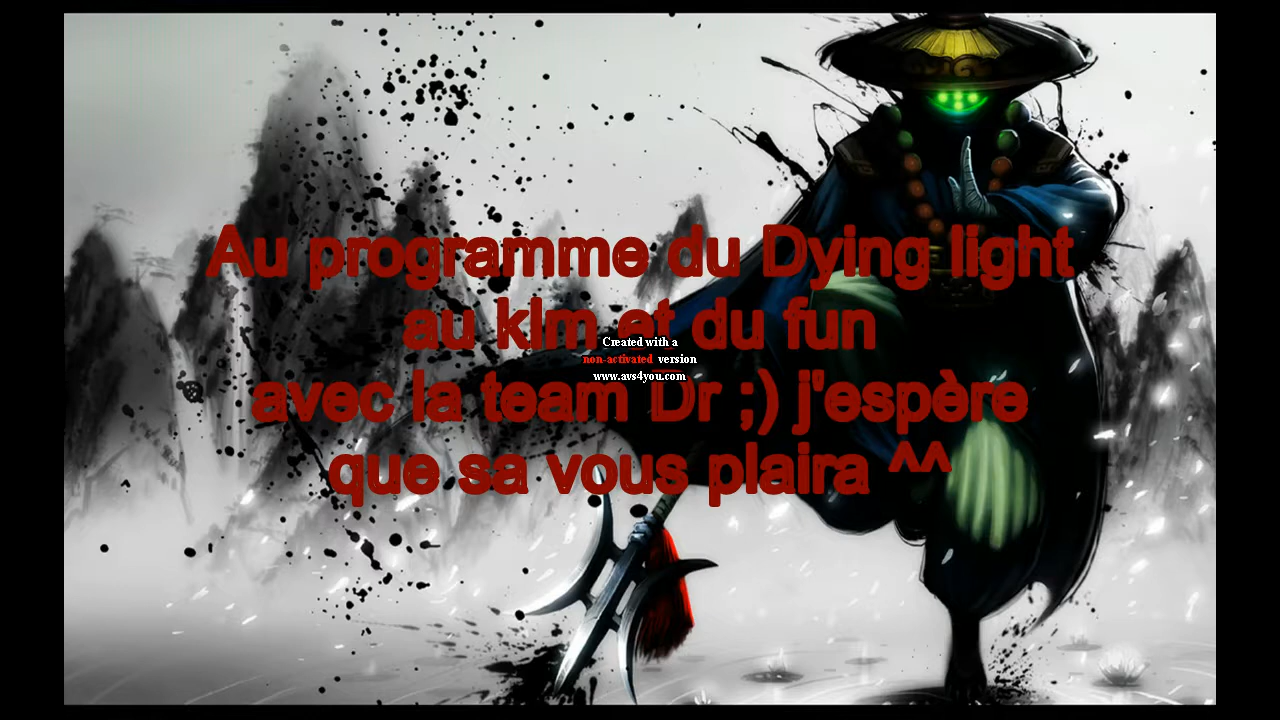 Au programme du Dying light
au klm et du fun
avec la team Dr ;) j'espère
que sa vous plaira ^^
Created with a
non-activated version
www.avs4you.com